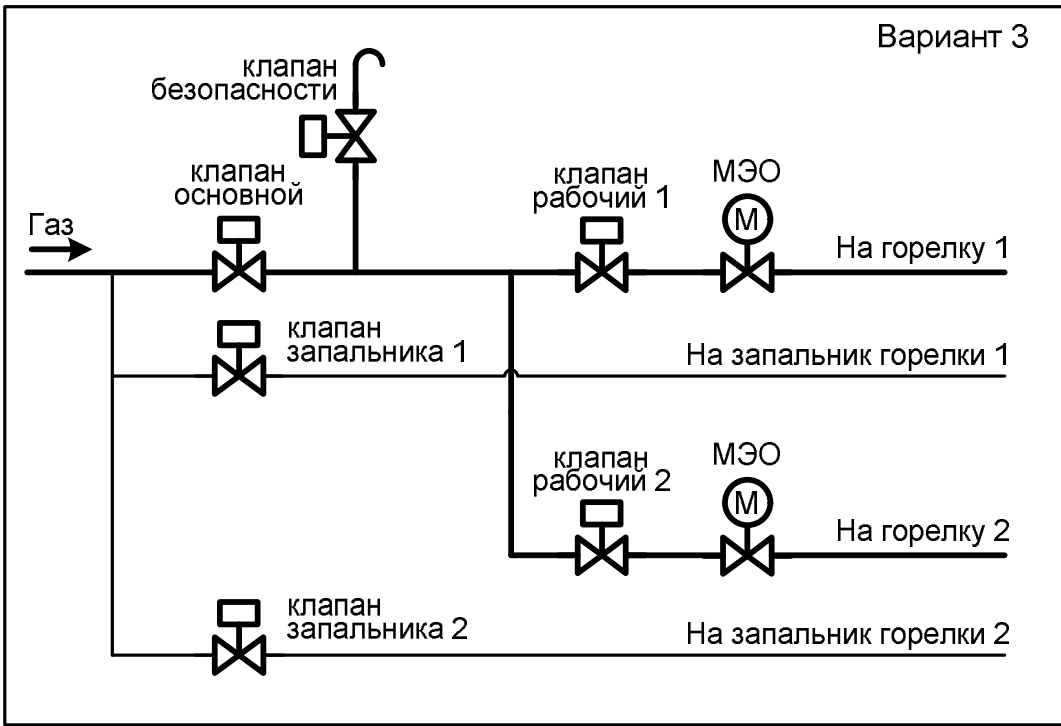 Вариант 3
клапан
безопасности
клапан
основной
клапан
рабочий 1
МЭО
М
Газ
На горелку 1
клапан
запальника 1
На запальник горелки 1
клапан
рабочий 2
МЭО
М
На горелку 2
клапан
запальника 2
На запальник горелки 2